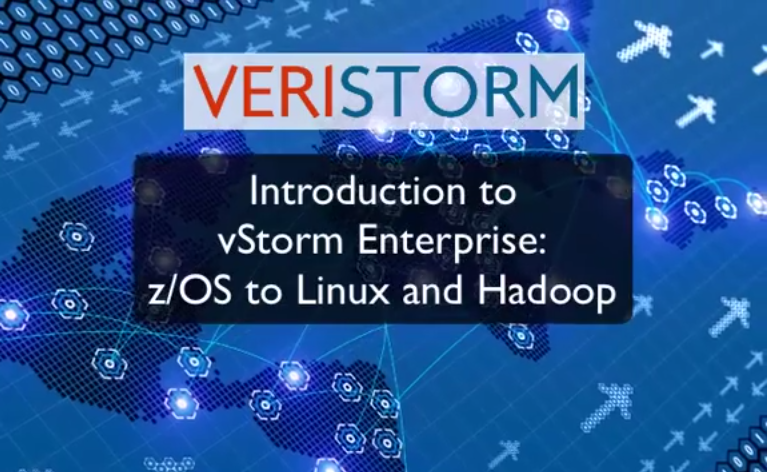 VERISTORM
Introduction to
vStorm Enterprise:
z/OS to Linux and Hadoop